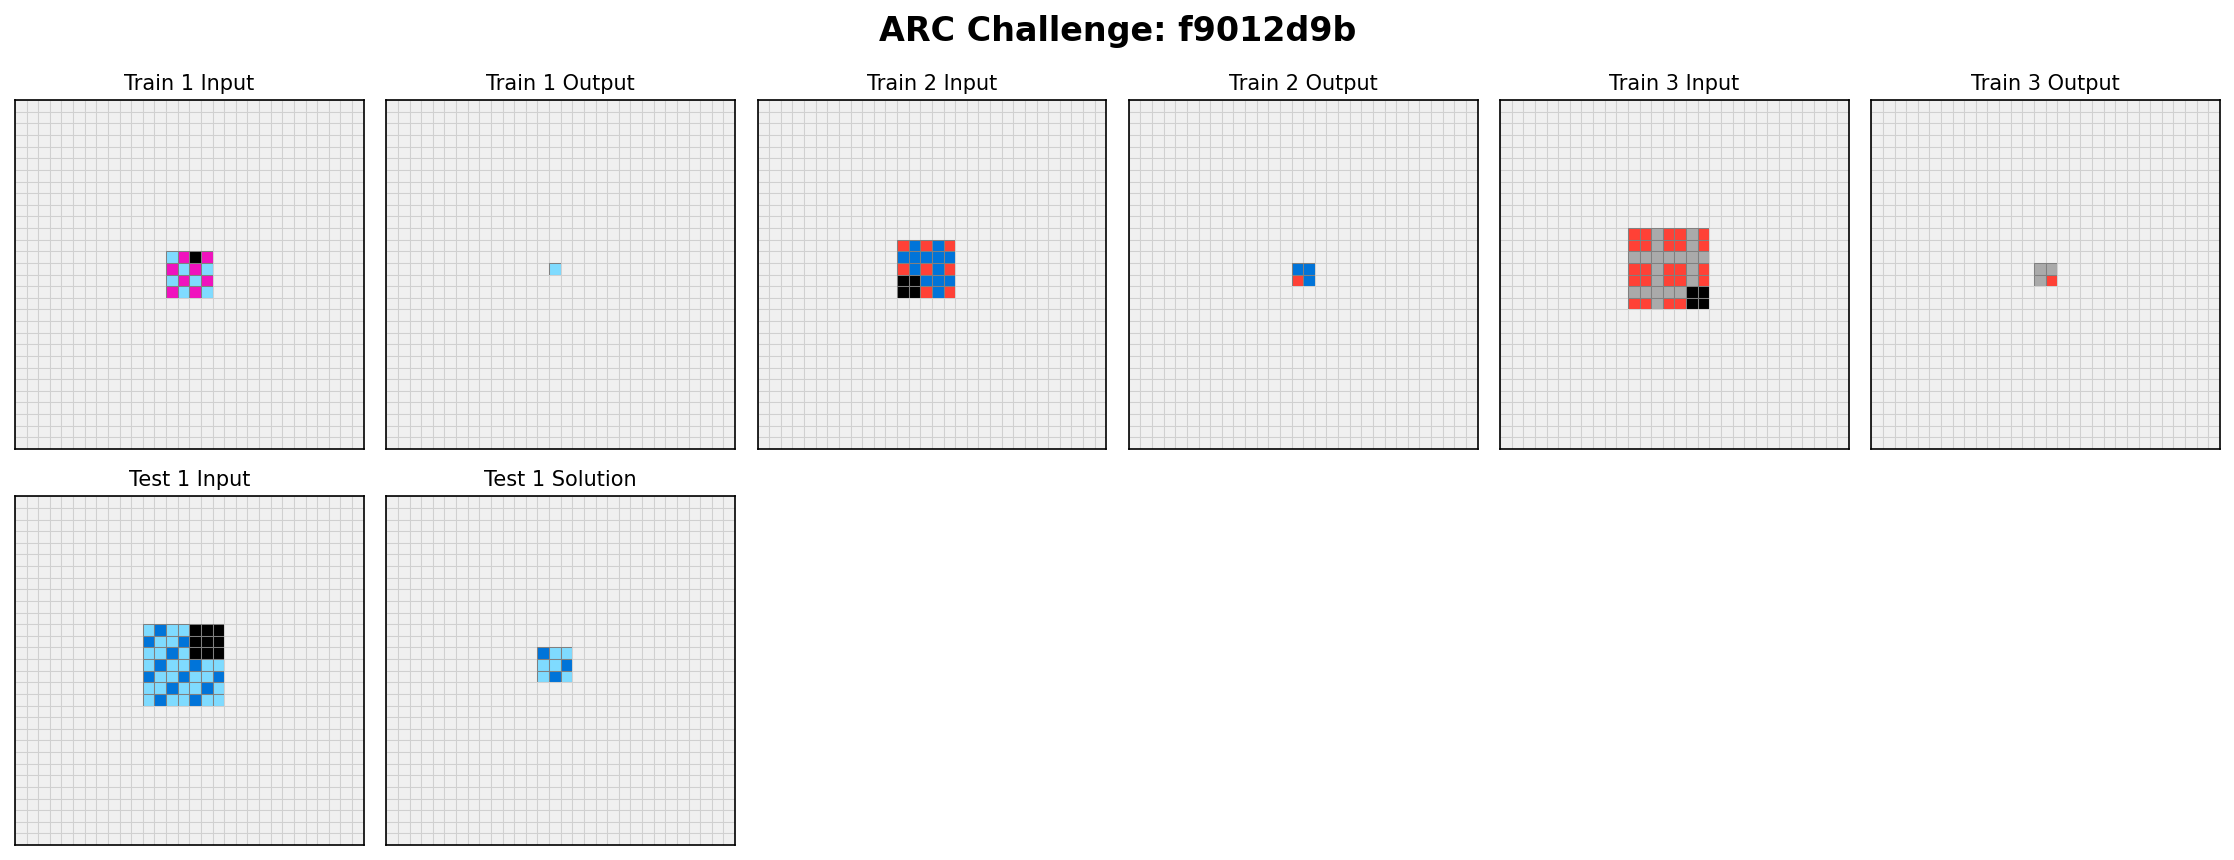 ARC Challenge: f9012d9b
Train 1 Input
Train 1 Output
Train 2 Input
Train 2 Output
Train 3 Input
Train 3 Output
Test 1 Input
Test 1 Solution